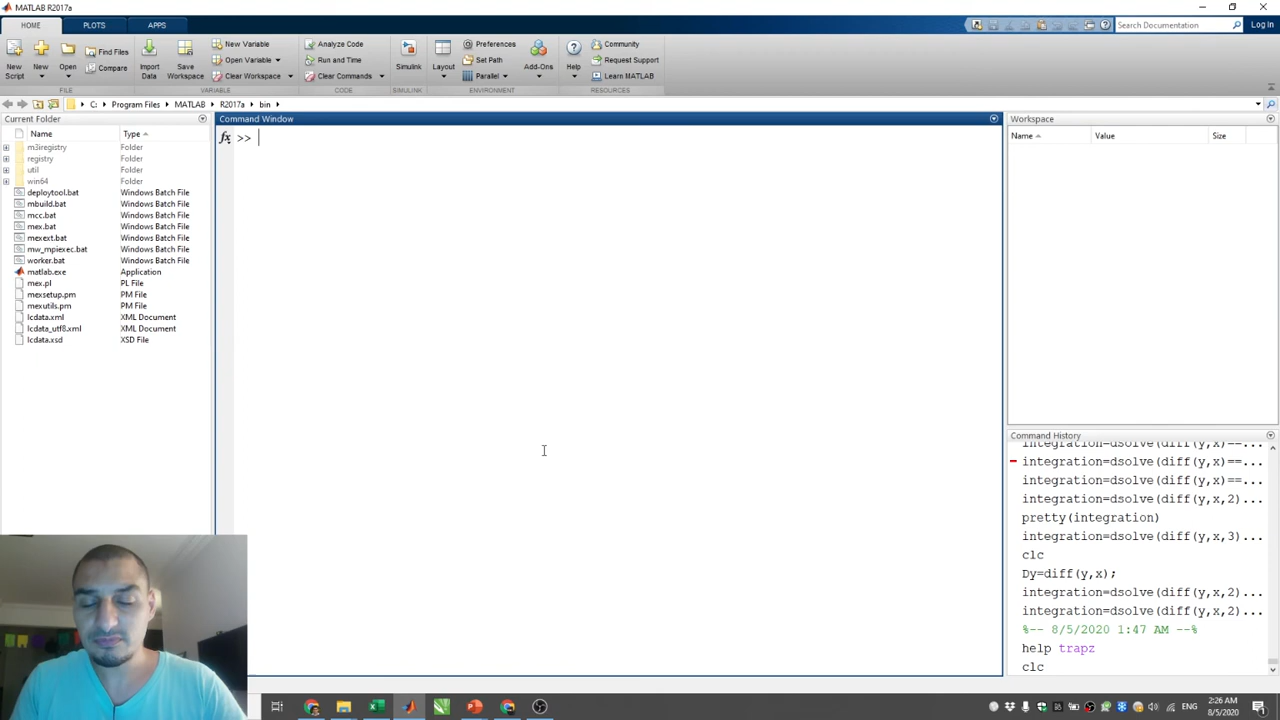 MATLAB R2017a
HOME
PLOTS
APPS
Search Documentation
Log In
New
Script
New
Open
Find Files
Compare
Import
Data
Save
Workspace
New Variable
Open Variable
Clear Workspace
Analyze Code
Run and Time
Clear Commands
Simulink
Layout
Preferences
Set Path
Parallel
Add-Ons
Help
Community
Request Support
Learn MATLAB
FILE
VARIABLE
CODE
SIMULINK
ENVIRONMENT
RESOURCES
C: Program Files MATLAB R2017a bin
Current Folder
Name Type
m3iregistry Folder
registry Folder
util Folder
win64 Folder
deploytool.bat Windows Batch File
mbuild.bat Windows Batch File
mcc.bat Windows Batch File
mex.bat Windows Batch File
mexext.bat Windows Batch File
mw_mpiexec.bat Windows Batch File
worker.bat Windows Batch File
matlab.exe Application
mex.pl PL File
mexsetup.pm PM File
mexutils.pm PM File
lcdata.xml XML Document
lcdata_utf8.xml XML Document
lcdata.xsd XSD File
Command Window
fx >>
Workspace
Name Value Size
Command History
integration=dsolve(diff(y,x)==...
integration=dsolve(diff(y,x)==...
integration=dsolve(diff(y,x)==...
integration=dsolve(diff(y,x,2)...
pretty(integration)
integration=dsolve(diff(y,x,3)...
clc
Dy=diff(y,x);
integration=dsolve(diff(y,x,2)...
integration=dsolve(diff(y,x,2)...
%-- 8/5/2020 1:47 AM --%
help trapz
clc
ENG
2:26 AM
8/5/2020